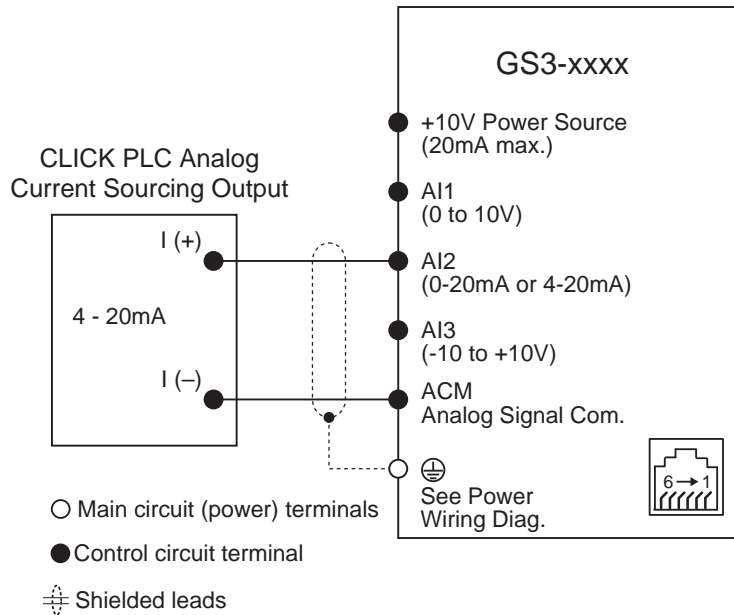 GS3-xxxx
+10V Power Source
(20mA max.)
CLICK PLC Analog
Current Sourcing Output
AI1
(0 to 10V)
I (+)
AI2
(0-20mA or 4-20mA)
4 - 20mA
AI3
(-10 to +10V)
I (–)
ACM
Analog Signal Com.
See Power
Wiring Diag.
6→1
Main circuit (power) terminals
Control circuit terminal
Shielded leads